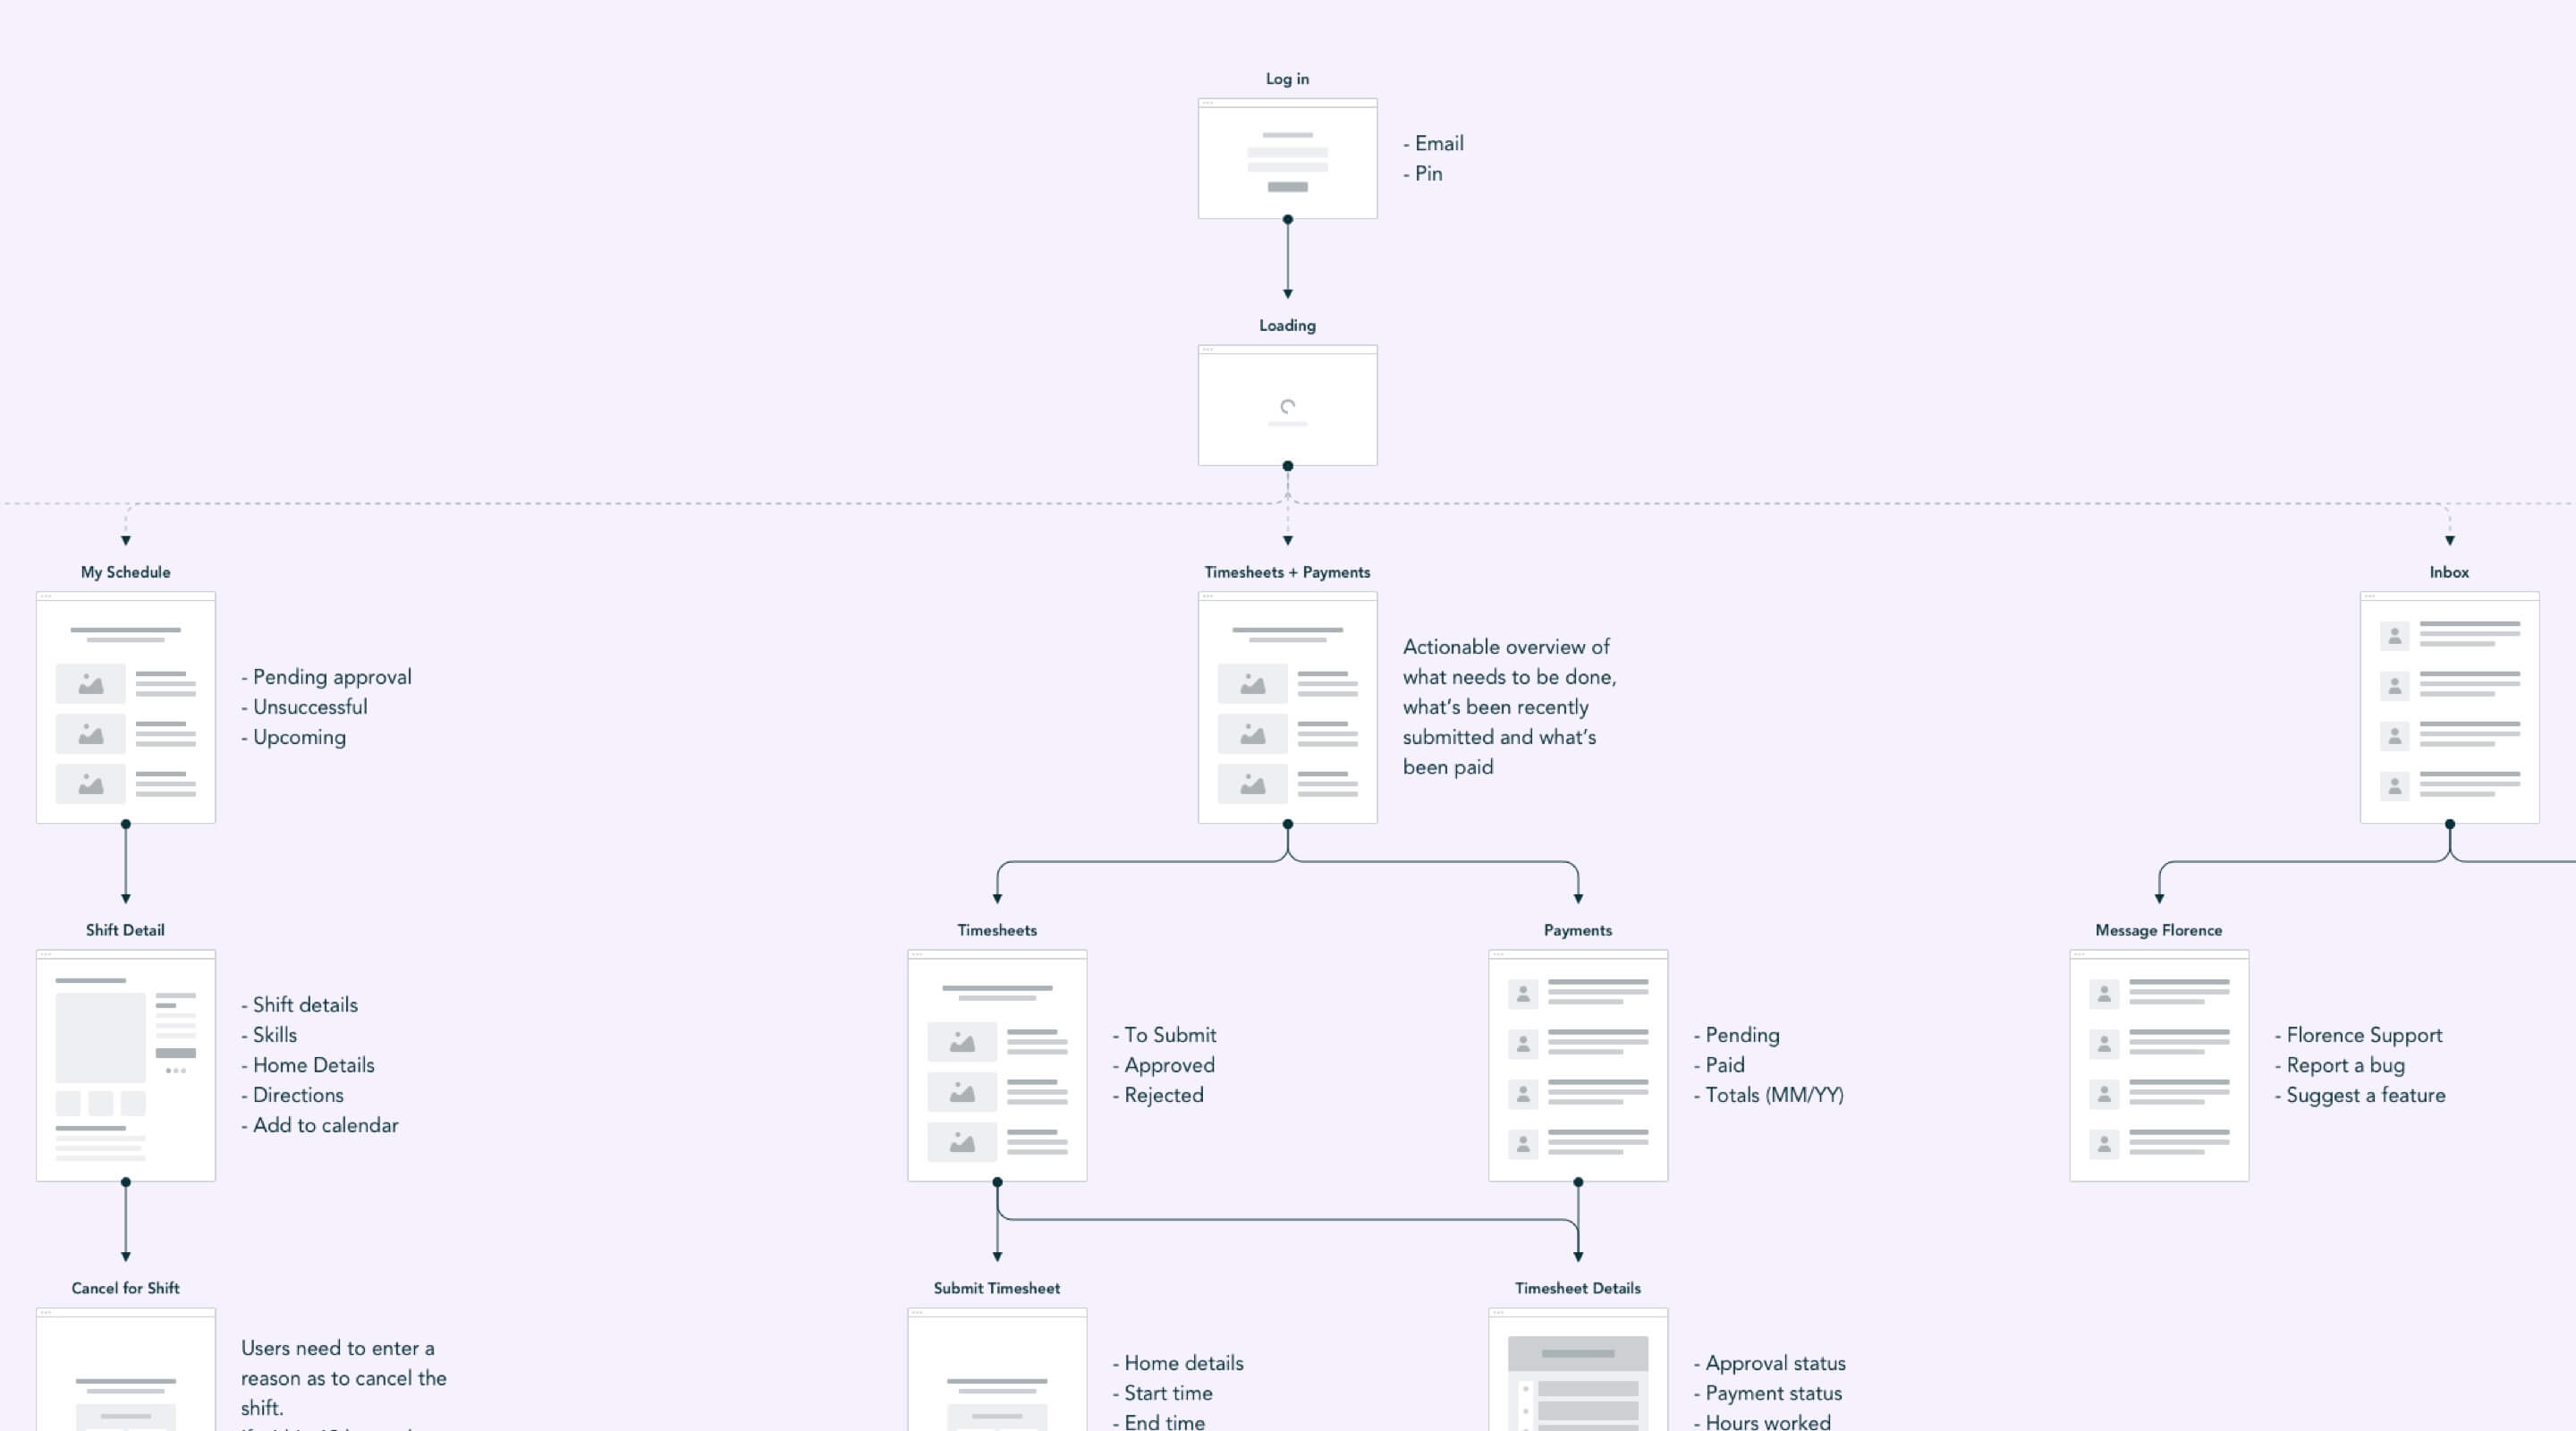 Log in
- Email
- Pin
Loading
My Schedule
- Pending approval
- Unsuccessful
- Upcoming
Timesheets + Payments
Actionable overview of
what needs to be done,
what's been recently
submitted and what's
been paid
Inbox
Shift Detail
- Shift details
- Skills
- Home Details
- Directions
- Add to calendar
Timesheets
- To Submit
- Approved
- Rejected
Payments
- Pending
- Paid
- Totals (MM/YY)
Message Florence
- Florence Support
- Report a bug
- Suggest a feature
Cancel for Shift
Users need to enter a
reason as to cancel the
shift.
Submit Timesheet
- Home details
- Start time
- End time
Timesheet Details
- Approval status
- Payment status
- Hours worked